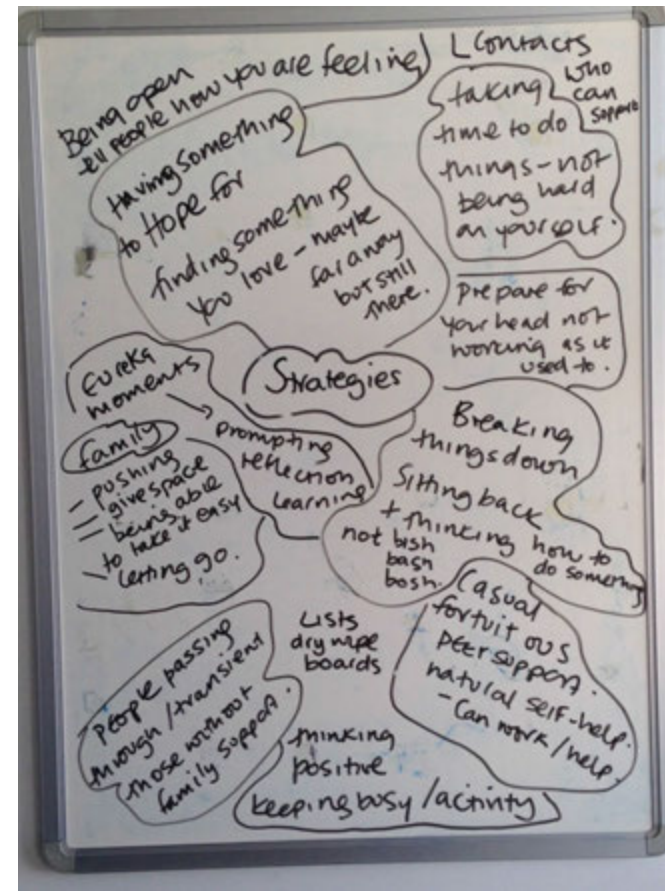 Being open
tell people how you are feeling
Contacts
who
can
support
Having something
to Hope for
finding something
you love - maybe
far away
but still
there.
taking
time to do
things - not
being hard
on yourself.
Prepare for
your head not
working as it
used to.
Strategies
Eureka
moments
prompting
reflection
learning
family
- pushing
- give space
- being able
to take it easy
- letting go.
Breaking
things down
Sitting back
+ thinking how to
do something
not bish
bash
bosh.
Casual
fortuitous
peer support.
natural self-help.
- Can work/help.
Lists
dry wipe
boards
People passing
through/transient
those without
family support.
thinking
positive
keeping busy/activity